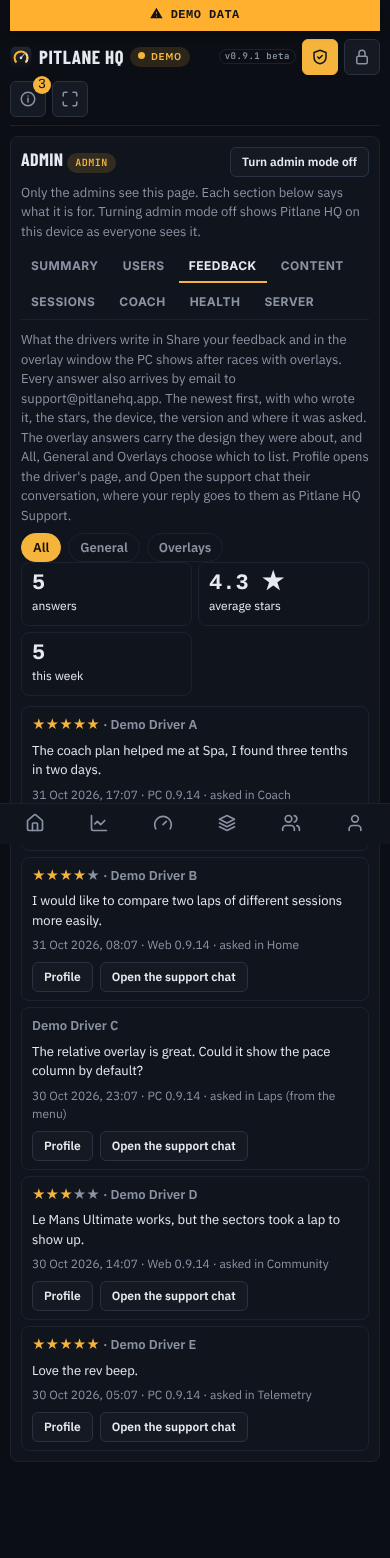 ⚠ DEMO DATA
PITLANE HQ
DEMO
v0.9.1 beta
3
ADMIN
ADMIN
Turn admin mode off
Only the admins see this page. Each section below says
what it is for. Turning admin mode off shows Pitlane HQ on
this device as everyone sees it.
SUMMARY
USERS
FEEDBACK
CONTENT
SESSIONS
COACH
HEALTH
SERVER
What the drivers write in Share your feedback and in the
overlay window the PC shows after races with overlays.
Every answer also arrives by email to
support@pitlanehq.app. The newest first, with who wrote
it, the stars, the device, the version and where it was asked.
The overlay answers carry the design they were about, and
All, General and Overlays choose which to list. Profile opens
the driver's page, and Open the support chat their
conversation, where your reply goes to them as Pitlane HQ
Support.
All
General
Overlays
5
answers
4.3 ★
average stars
5
this week
★★★★★ · Demo Driver A
The coach plan helped me at Spa, I found three tenths
in two days.
31 Oct 2026, 17:07 · PC 0.9.14 · asked in Coach
★★★★★ · Demo Driver B
I would like to compare two laps of different sessions
more easily.
31 Oct 2026, 08:07 · Web 0.9.14 · asked in Home
Profile
Open the support chat
Demo Driver C
The relative overlay is great. Could it show the pace
column by default?
30 Oct 2026, 23:07 · PC 0.9.14 · asked in Laps (from the
menu)
Profile
Open the support chat
★★★★★ · Demo Driver D
Le Mans Ultimate works, but the sectors took a lap to
show up.
30 Oct 2026, 14:07 · Web 0.9.14 · asked in Community
Profile
Open the support chat
★★★★★ · Demo Driver E
Love the rev beep.
30 Oct 2026, 05:07 · PC 0.9.14 · asked in Telemetry
Profile
Open the support chat